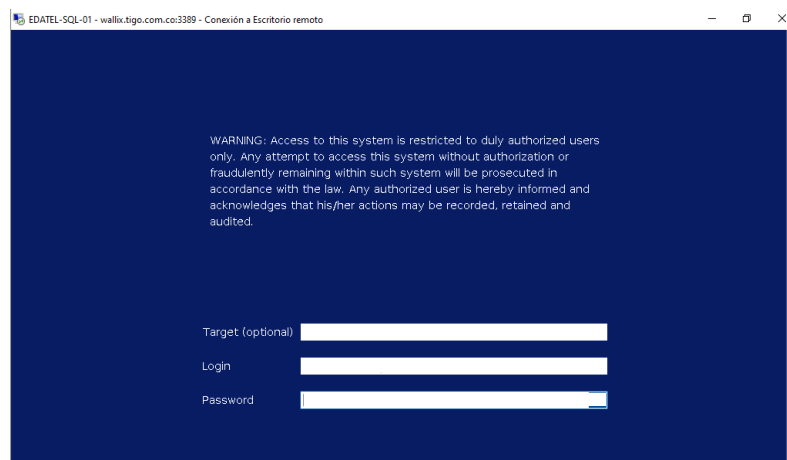 EDATEL-SQL-01 - wallix.tigo.com.co:3389 - Conexión a Escritorio remoto
WARNING: Access to this system is restricted to duly authorized users
only. Any attempt to access this system without authorization or
fraudulently remaining within such system will be prosecuted in
accordance with the law. Any authorized user is hereby informed and
acknowledges that his/her actions may be recorded, retained and
audited.
Target (optional)
Login
Password